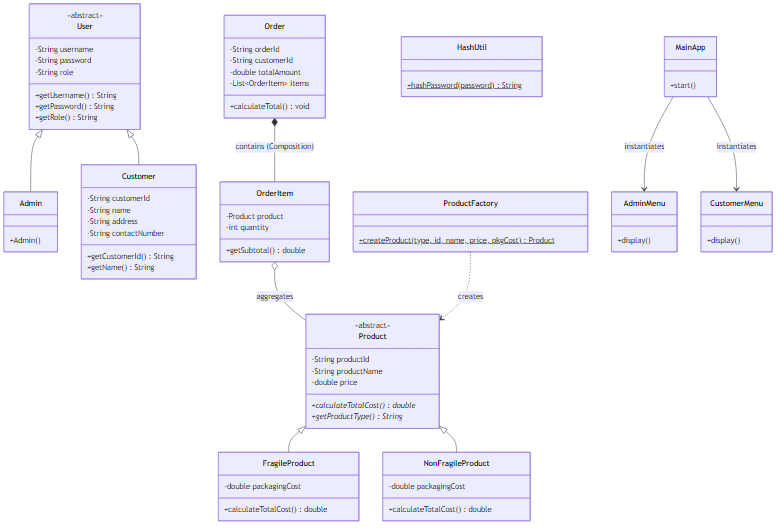 «abstract»
User
-String username
-String password
-String role
+getUsername() : String
+getPassword() : String
+getRole() : String
Order
-String orderId
-String customerId
-double totalAmount
-List<OrderItem> items
+calculateTotal() : void
HashUtil
+hashPassword(password) : String
MainApp
+start()
contains (Composition)
instantiates
instantiates
Admin
+Admin()
Customer
-String customerId
-String name
-String address
-String contactNumber
+getCustomerId() : String
+getName() : String
OrderItem
-Product product
-int quantity
+getSubtotal() : double
ProductFactory
+createProduct(type, id, name, price, pkgCost) : Product
AdminMenu
+display()
CustomerMenu
+display()
aggregates
creates
«abstract»
Product
-String productId
-String productName
-double price
+calculateTotalCost() : double
+getProductType() : String
FragileProduct
-double packagingCost
+calculateTotalCost() : double
NonFragileProduct
-double packagingCost
+calculateTotalCost() : double